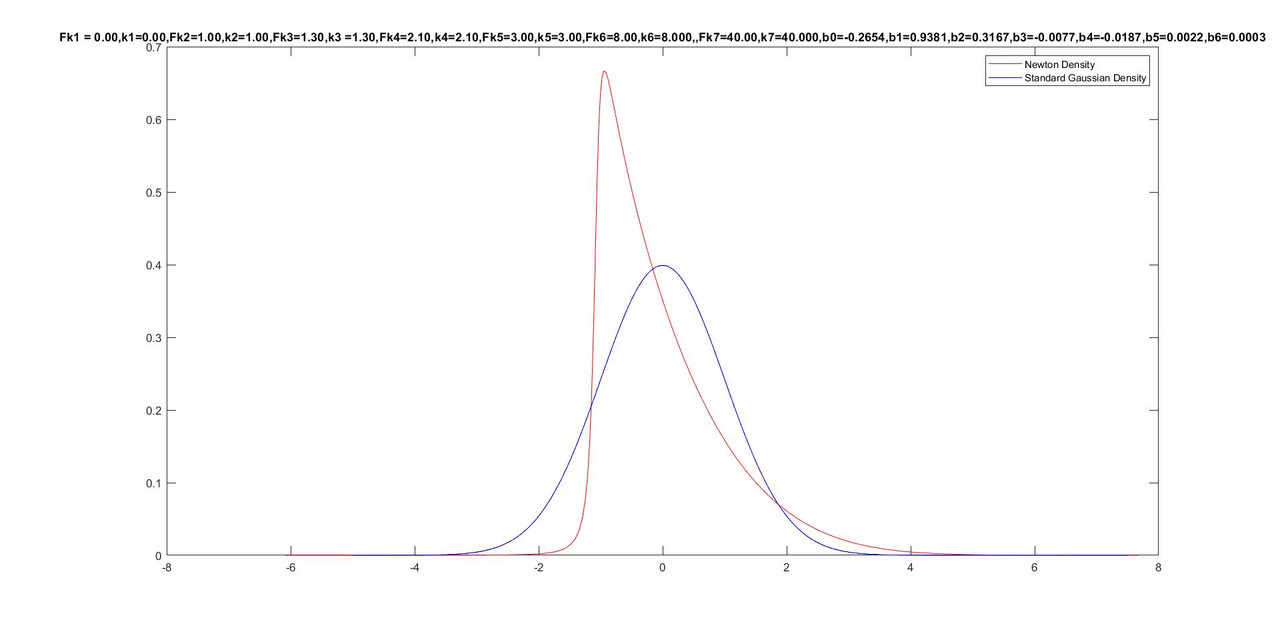 Fk1 = 0.00,k1=0.00,Fk2=1.00,k2=1.00,Fk3=1.30,k3 =1.30,Fk4=2.10,k4=2.10,Fk5=3.00,k5=3.00,Fk6=8.00,k6=8.000,,Fk7=40.00,k7=40.000,b0=-0.2654,b1=0.9381,b2=0.3167,b3=-0.0077,b4=-0.0187,b5=0.0022,b6=0.0003
0.7
Newton Density
Standard Gaussian Density
0.6
0.5
0.4
0.3
0.2
0.1
0
-8 -6 -4 -2 0 2 4 6 8